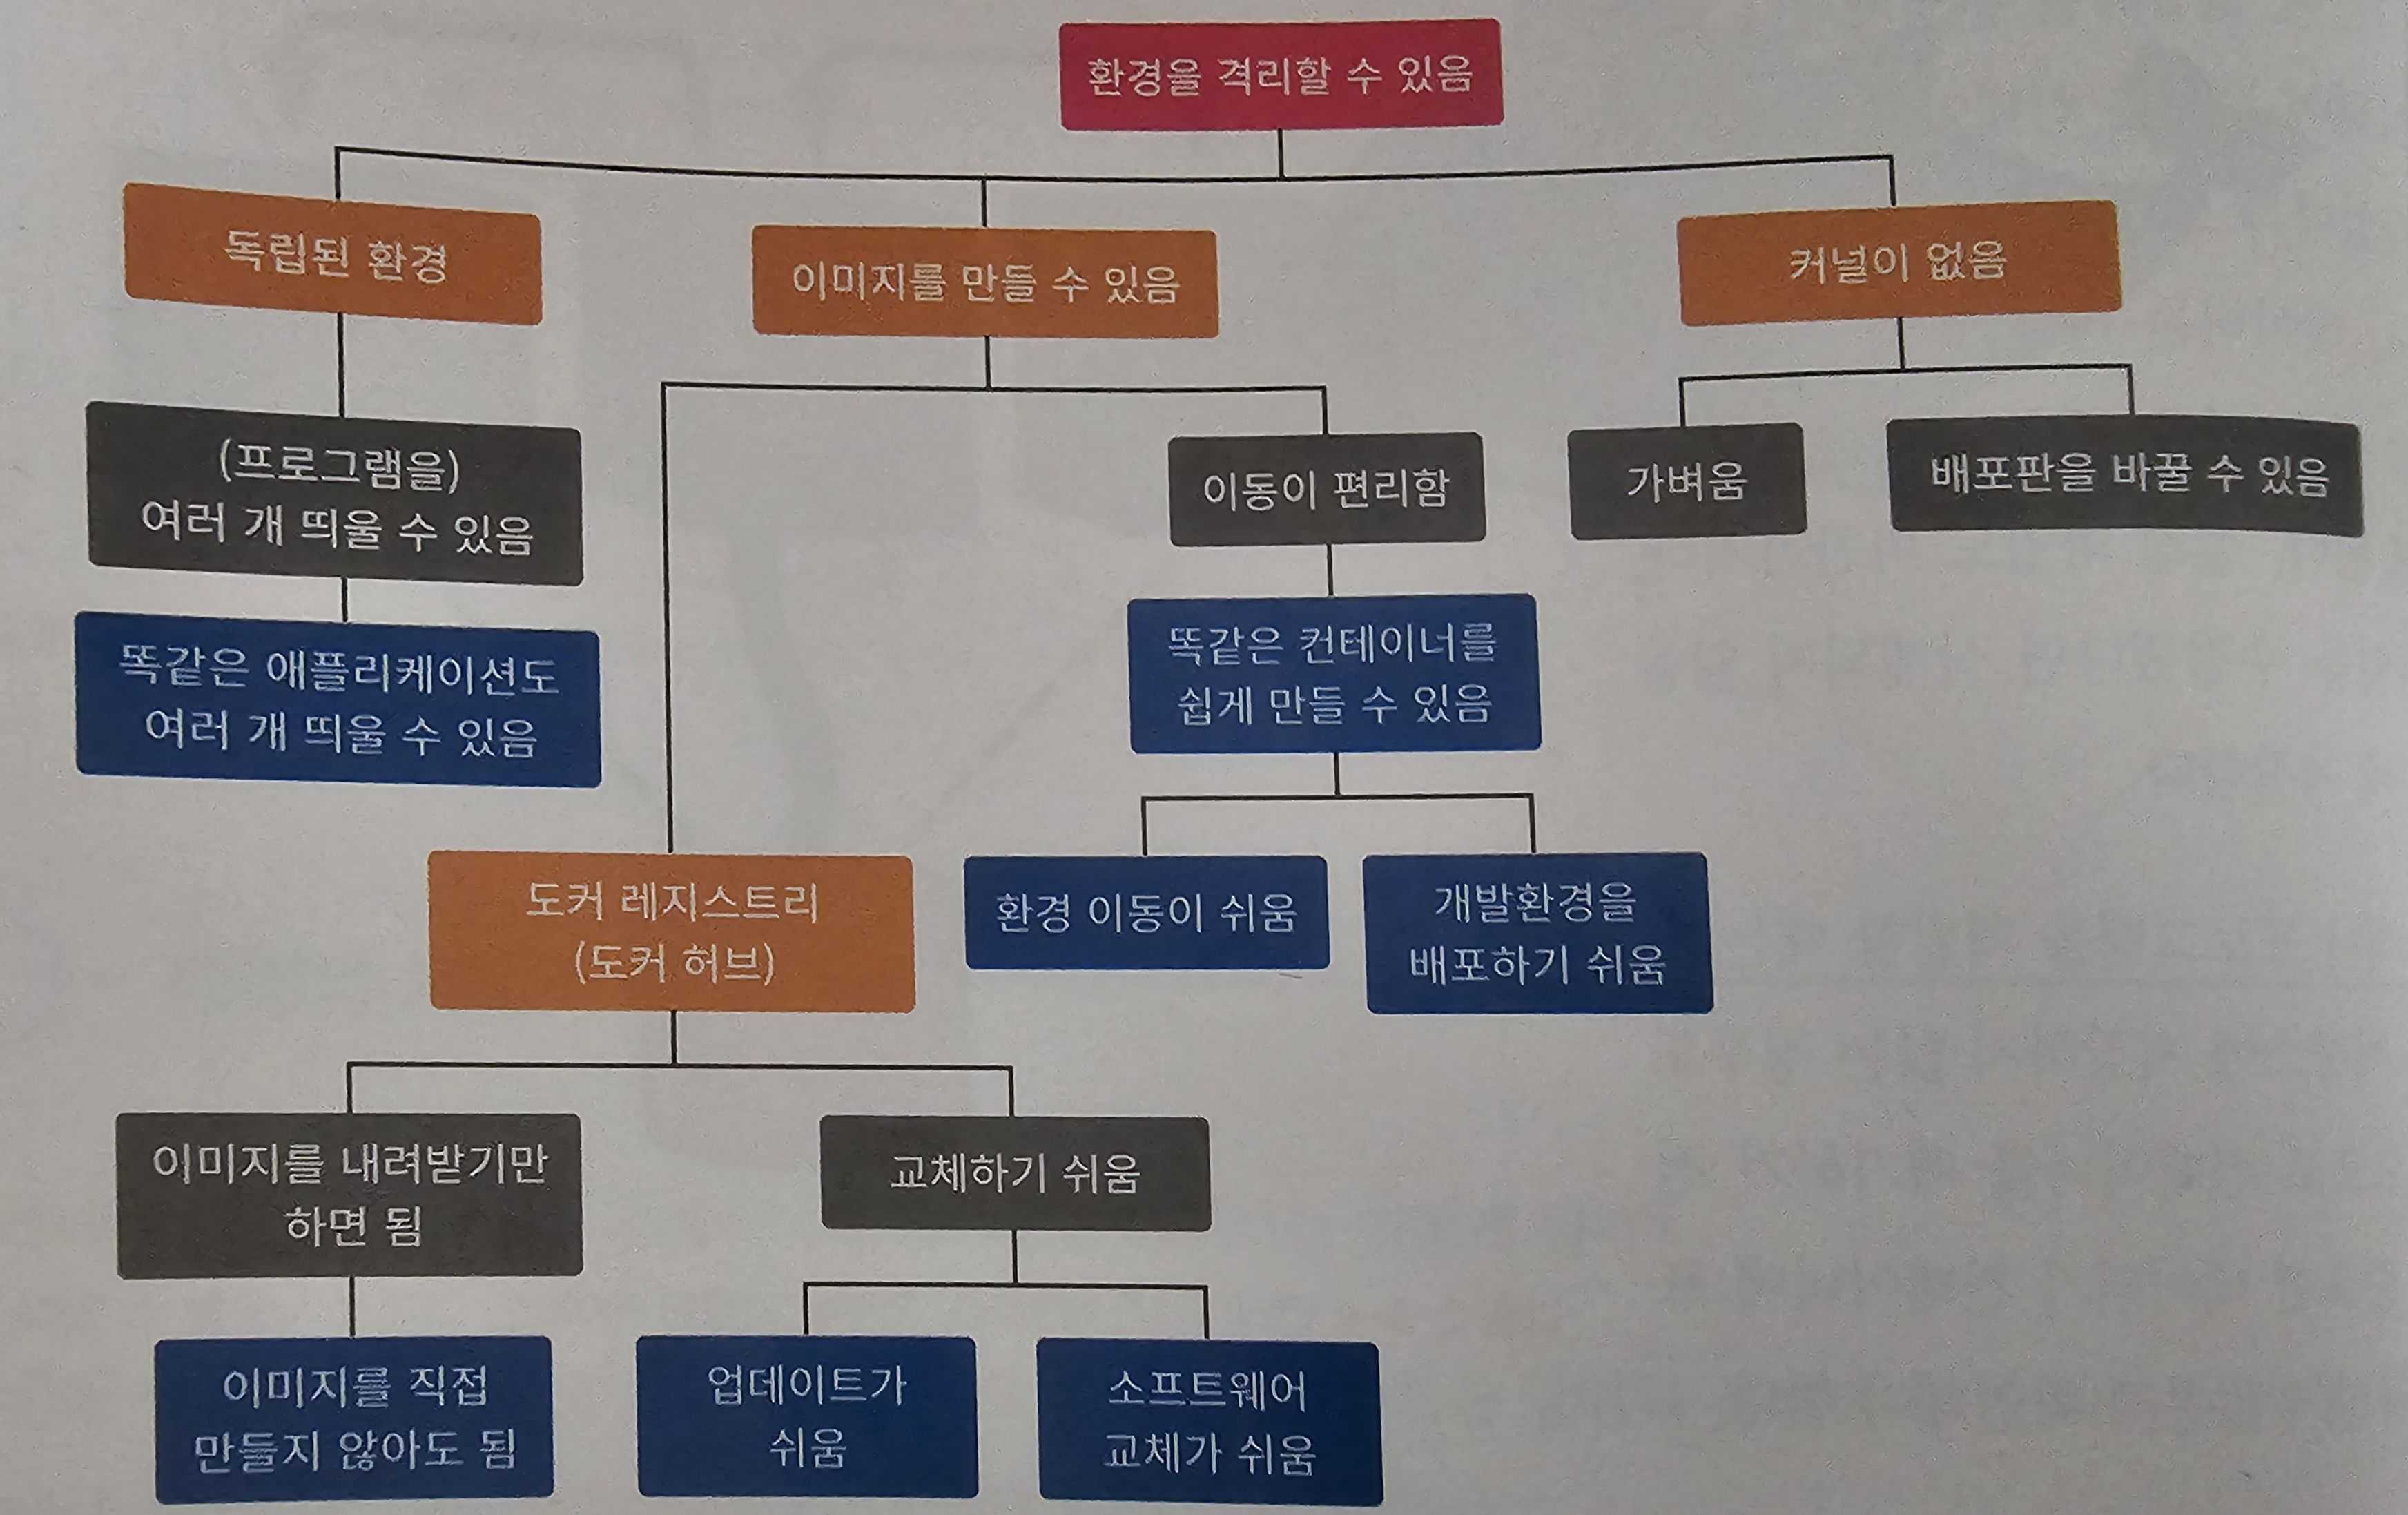 환경을 격리할 수 있음
독립된 환경
이미지를 만들 수 있음
커널이 없음
(프로그램을)
여러 개 띄울 수 있음
이동이 편리함
가벼움
배포판을 바꿀 수 있음
똑같은 애플리케이션도
여러 개 띄울 수 있음
똑같은 컨테이너를
쉽게 만들 수 있음
도커 레지스트리
(도커 허브)
환경 이동이 쉬움
개발환경을
배포하기 쉬움
이미지를 내려받기만
하면 됨
교체하기 쉬움
이미지를 직접
만들지 않아도 됨
업데이트가
쉬움
소프트웨어
교체가 쉬움